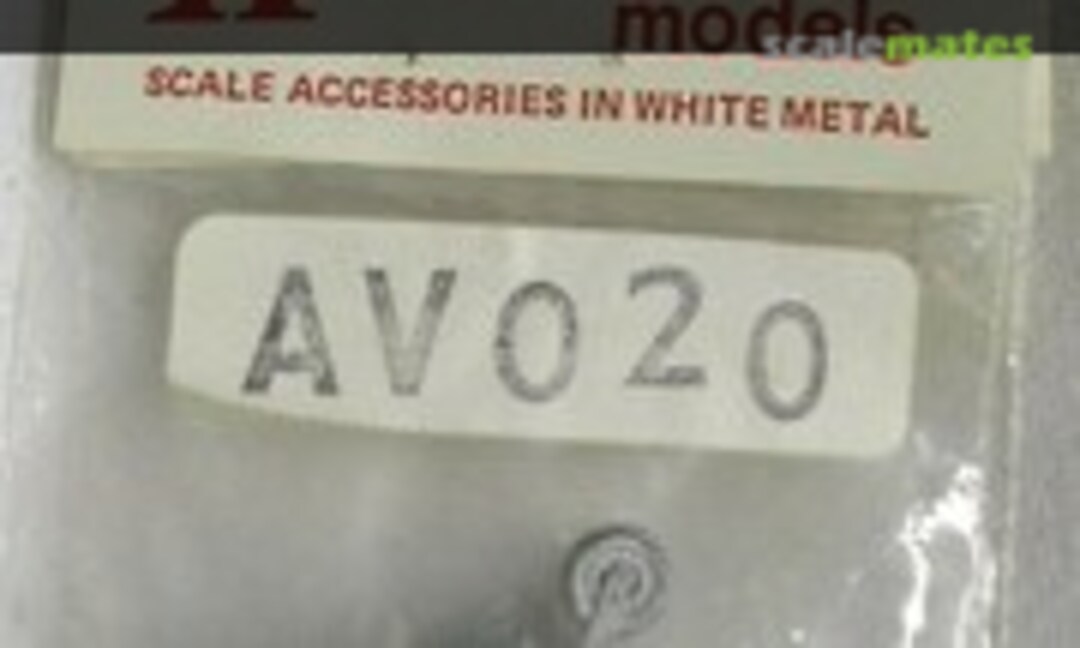 models
scalemates
SCALE ACCESSORIES IN WHITE METAL
AV020